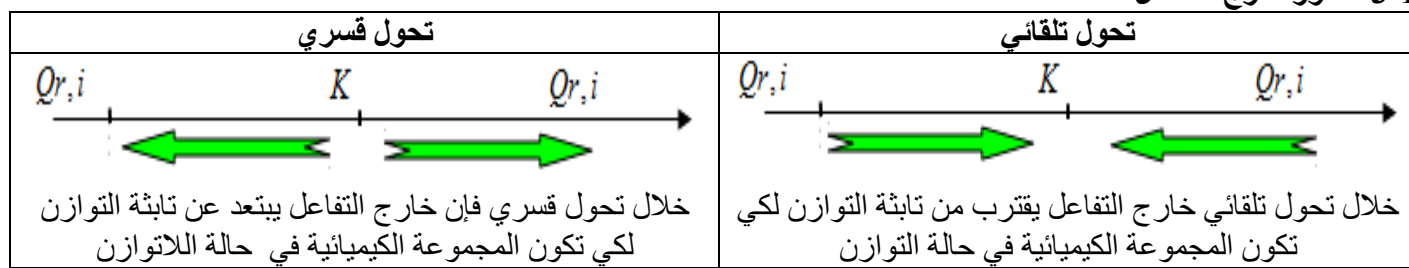 تحول تلقائي
Qr,i K Qr,i
خلال تحول تلقائي خارج التفاعل يقترب من تابثة التوازن لكي
تكون المجموعة الكيميائية في حالة التوازن
تحول قسري
Qr,i K Qr,i
خلال تحول قسري فإن خارج التفاعل يبتعد عن تابثة التوازن
لكي تكون المجموعة الكيميائية في حالة اللاتوازن